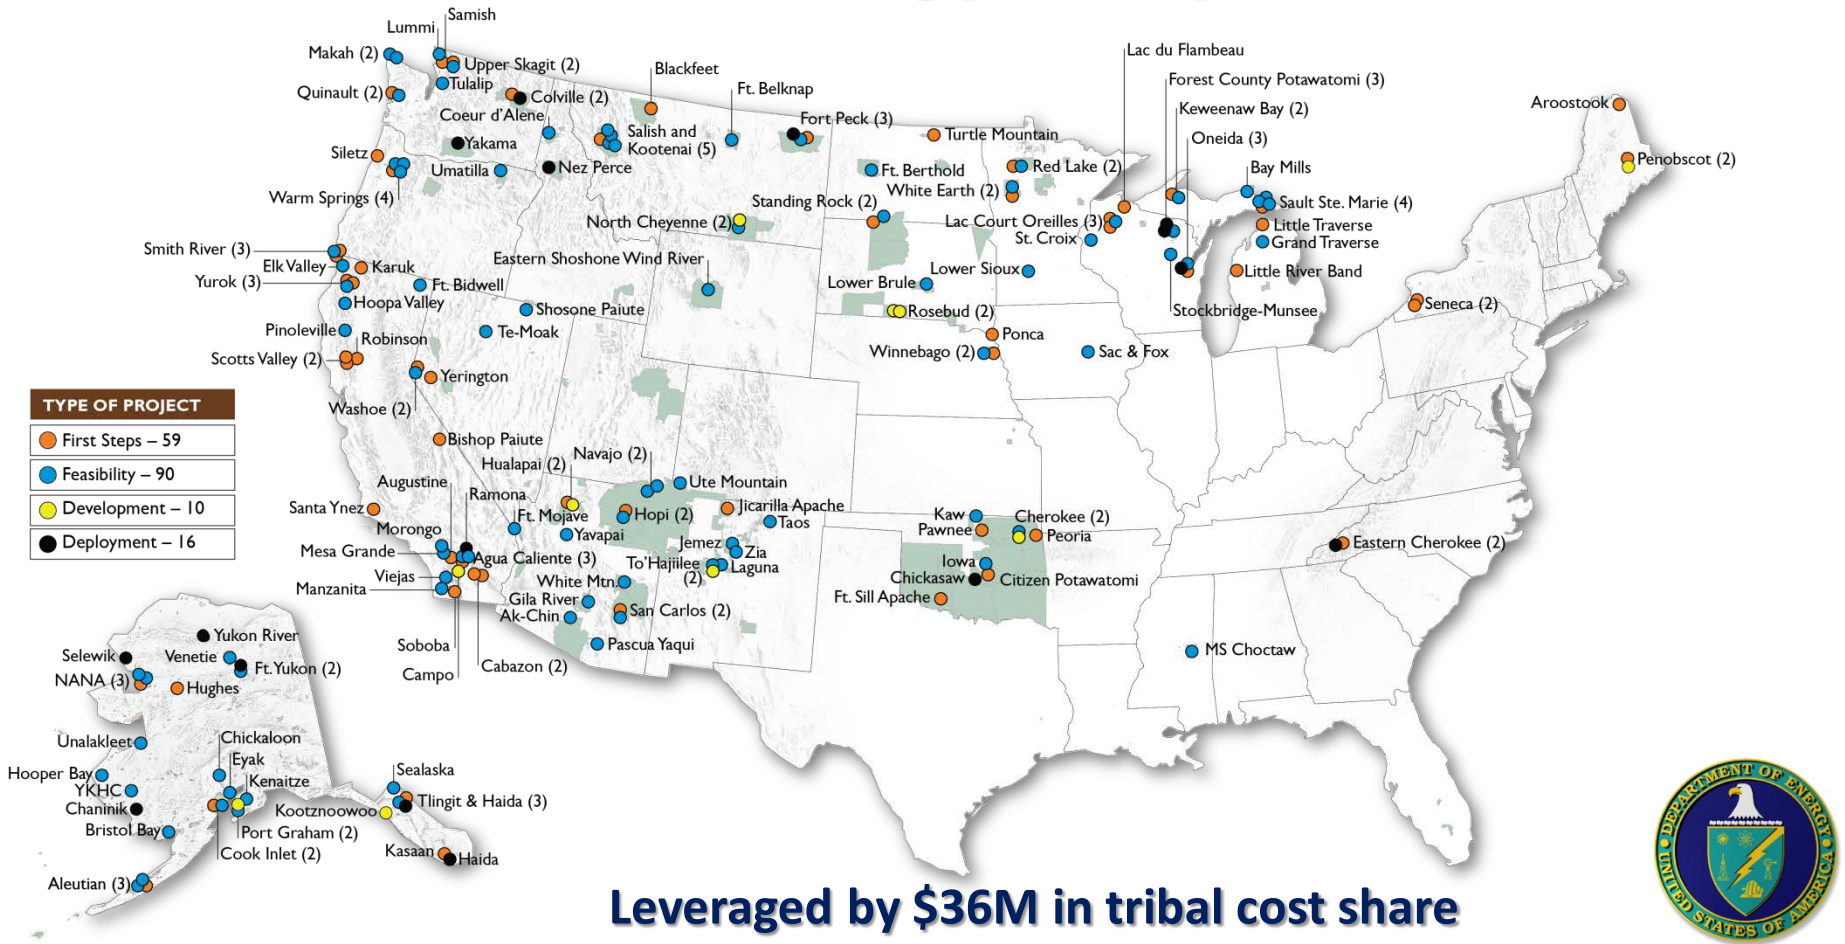 Samish
Lummi
Makah (2)
Upper Skagit (2)
Tulalip
Quinault (2)
Colville (2)
Coeur d'Alene
Yakama
Siletz
Umatilla
Nez Perce
Warm Springs (4)
Blackfeet
Ft. Belknap
Salish and
Kootenai (5)
Fort Peck (3)
Turtle Mountain
Ft. Berthold
Red Lake (2)
White Earth (2)
Standing Rock (2)
North Cheyenne (2)
Lac Court Oreilles (3)
St. Croix
Lac du Flambeau
Forest County Potawatomi (3)
Keweenaw Bay (2)
Oneida (3)
Bay Mills
Sault Ste. Marie (4)
Little Traverse
Grand Traverse
Little River Band
Stockbridge-Munsee
Aroostook
Penobscot (2)
Seneca (2)
Smith River (3)
Elk Valley
Karuk
Yurok (3)
Ft. Bidwell
Hoopa Valley
Eastern Shoshone Wind River
Shosone Paiute
Te-Moak
Lower Brule
Lower Sioux
Rosebud (2)
Ponca
Winnebago (2)
Sac & Fox
Pinoleville
Robinson
Scotts Valley (2)
Yerington
Washoe (2)
TYPE OF PROJECT
First Steps – 59
Feasibility – 90
Development – 10
Deployment – 16
Bishop Paiute
Navajo (2)
Hualapai (2)
Augustine
Ramona
Ute Mountain
Santa Ynez
Ft. Mojave
Hopi (2)
Jicarilla Apache
Taos
Morongo
Yavapai
Mesa Grande
Agua Caliente (3)
Jemez
Zia
To'Hajiilee
(2)
Laguna
Viejas
White Mtn.
Manzanita
Gila River
Ak-Chin
San Carlos (2)
Pascua Yaqui
Soboba
Campo
Cabazon (2)
Kaw
Cherokee (2)
Pawnee
Peoria
Iowa
Chickasaw
Citizen Potawatomi
Ft. Sill Apache
Eastern Cherokee (2)
MS Choctaw
Yukon River
Selewik
Venetie
Ft. Yukon (2)
NANA (3)
Hughes
Unalakleet
Chickaloon
Eyak
Kenaitze
Hooper Bay
YKHC
Chaninik
Bristol Bay
Port Graham (2)
Cook Inlet (2)
Aleutian (3)
Sealaska
Tlingit & Haida (3)
Kootznoowoo
Kasaan
Haida
Leveraged by $36M in tribal cost share
DEPARTMENT OF ENERGY
UNITED STATES OF AMERICA